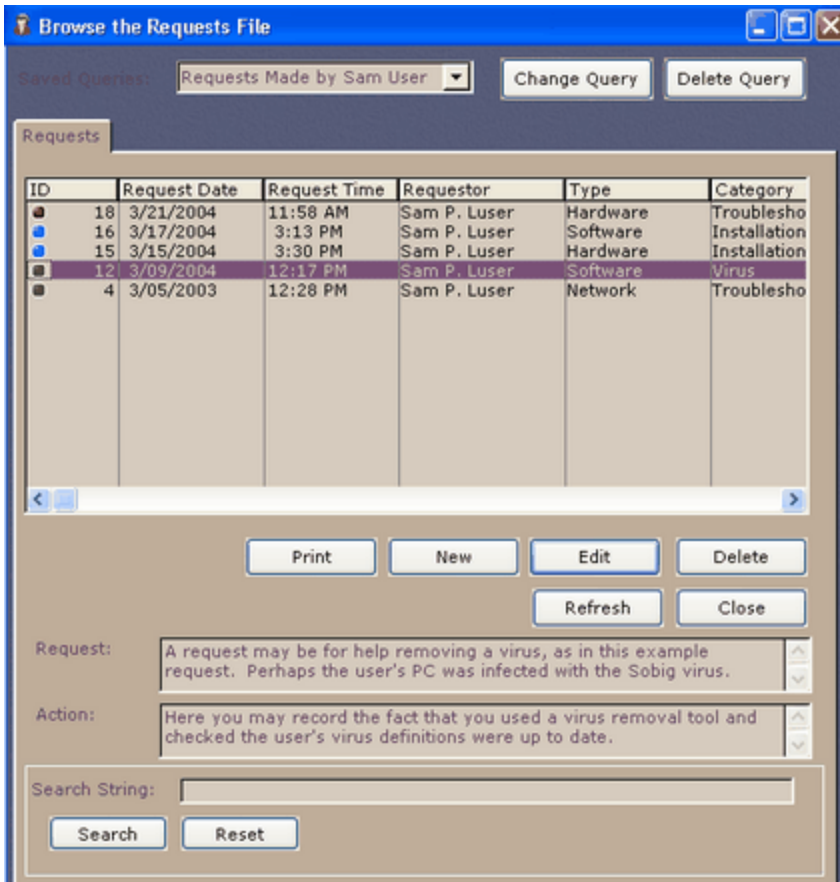 Browse the Requests File
Saved Queries: Requests Made by Sam User Change Query Delete Query
Requests
ID Request Date Request Time Requestor Type Category
18 3/21/2004 11:58 AM Sam P. Luser Hardware Troublesho
16 3/17/2004 3:13 PM Sam P. Luser Software Installation
15 3/15/2004 3:30 PM Sam P. Luser Hardware Installation
12 3/09/2004 12:17 PM Sam P. Luser Software Virus
4 3/05/2003 12:28 PM Sam P. Luser Network Troublesho
Print New Edit Delete
Refresh Close
Request: A request may be for help removing a virus, as in this example
request. Perhaps the user's PC was infected with the Sobig virus.
Action: Here you may record the fact that you used a virus removal tool and
checked the user's virus definitions were up to date.
Search String:
Search Reset